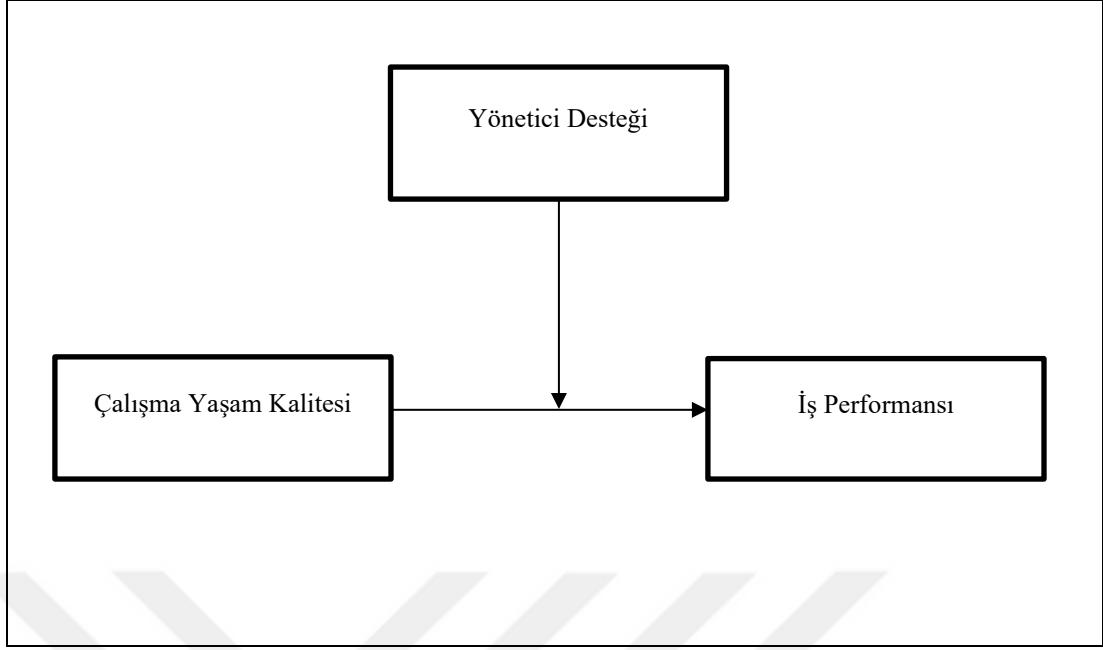 Yönetici Desteği
Çalışma Yaşam Kalitesi
İş Performansı